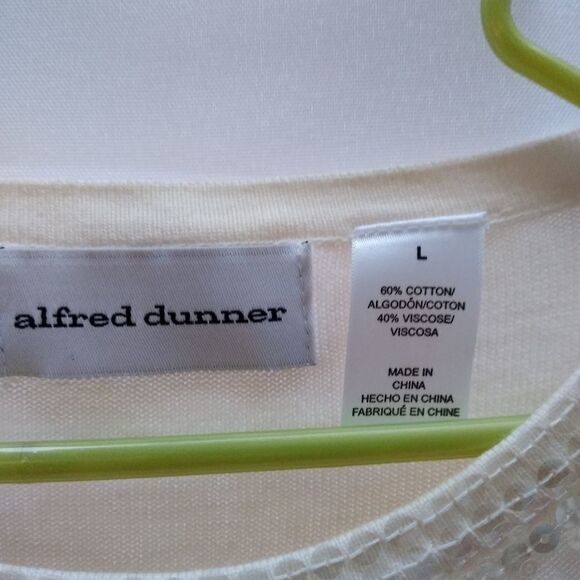 alfred dunner
L
60% COTTON/
ALGODÓN/COTON
40% VISCOSE/
VISCOSA
MADE IN
CHINA
HECHO EN CHINA
FABRIQUÉ EN CHINE